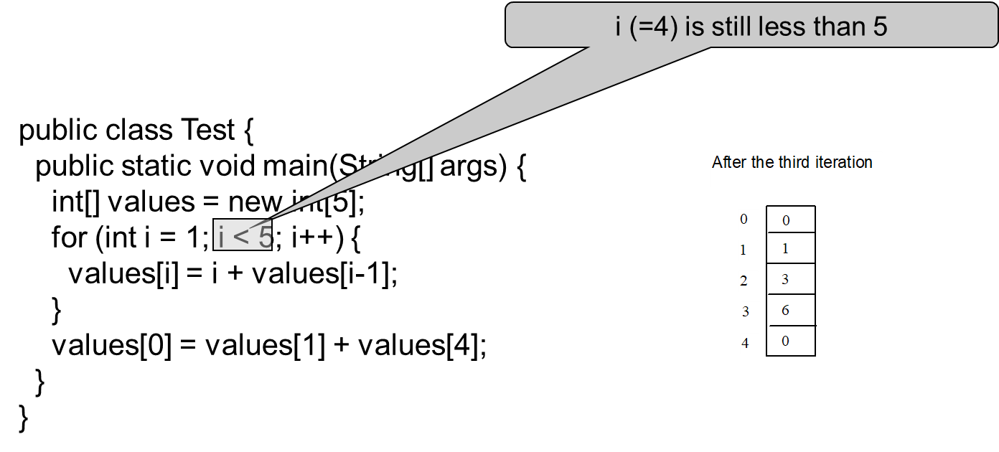 i (=4) is still less than 5
public class Test {
public static void main(String[] args) {
int[] values = new int[5];
for (int i = 1; i < 5; i++) {
values[i] = i + values[i-1];
}
values[0] = values[1] + values[4];
}
}
After the third iteration
0 0
1 1
2 3
3 6
4 0